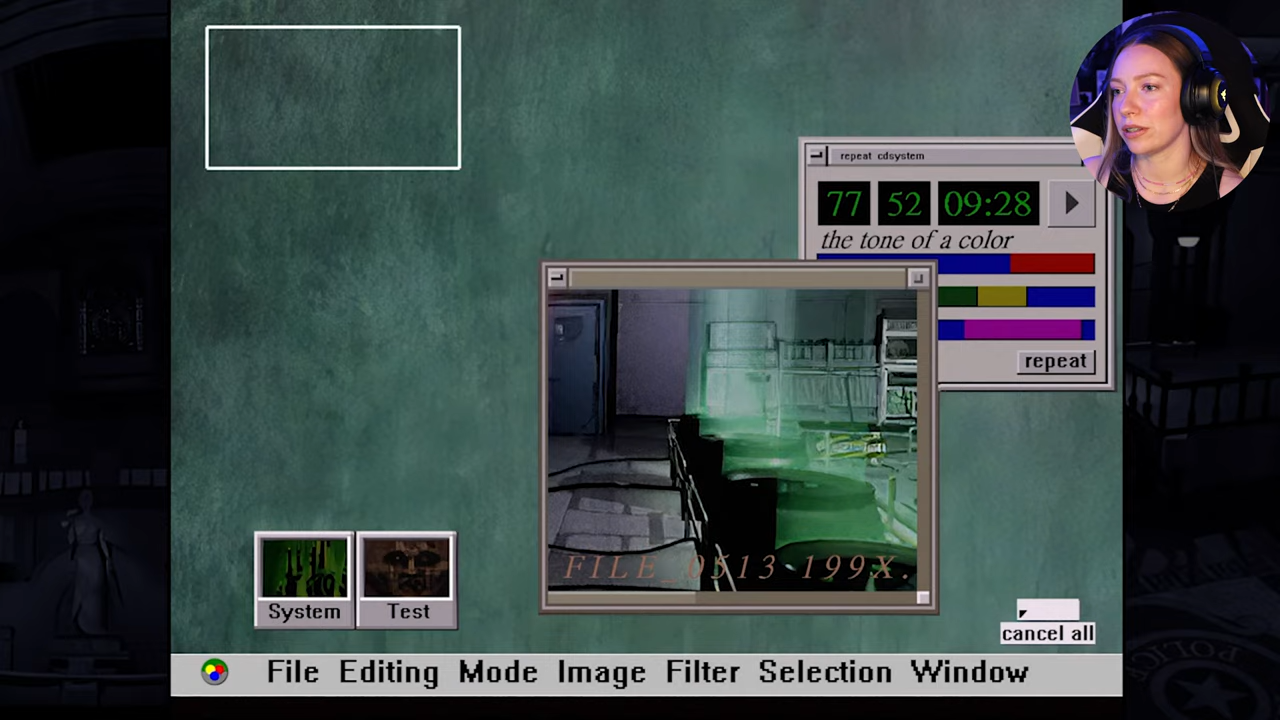 repeat cdsystem
77 52 09:28
the tone of a color
repeat
FILE_0513 199X.
System Test
cancel all
File Editing Mode Image Filter Selection Window